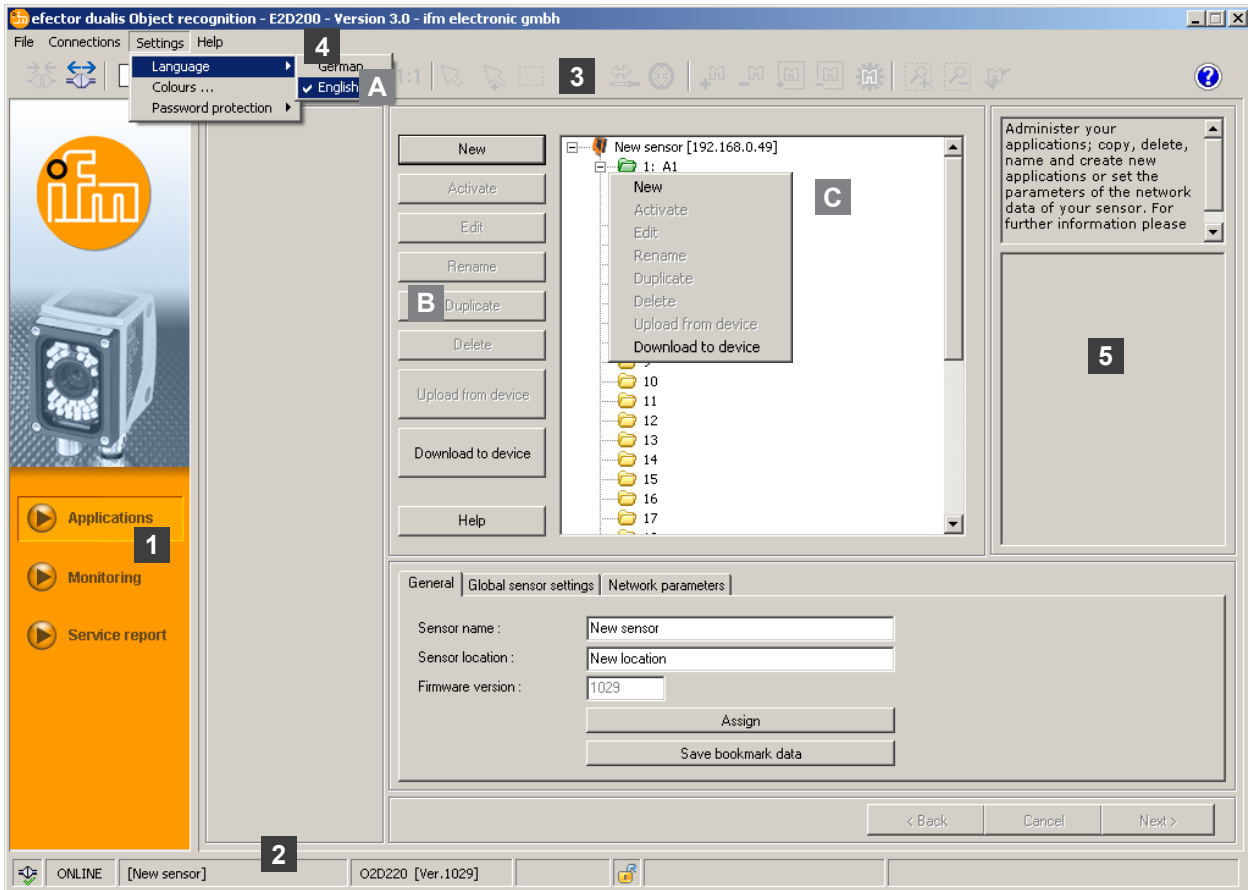 efector dualis Object recognition - E2D200 - Version 3.0 - ifm electronic gmbh
File Connections Settings Help
4
Language
German
Colours ...
English
A
Password protection
1:1
3
ifm
New
Activate
Edit
Rename
Duplicate
B
Delete
Upload from device
Download to device
Help
New sensor [192.168.0.49]
1: A1
New
Activate
Edit
Rename
Duplicate
Delete
Upload from device
Download to device
C
10
11
12
13
14
15
16
17
Administer your
applications; copy, delete,
name and create new
applications or set the
parameters of the network
data of your sensor. For
further information please
5
Applications
1
Monitoring
Service report
General Global sensor settings Network parameters
Sensor name : New sensor
Sensor location : New location
Firmware version : 1029
Assign
Save bookmark data
< Back Cancel Next >
2
ONLINE [New sensor] O2D220 [Ver.1029]